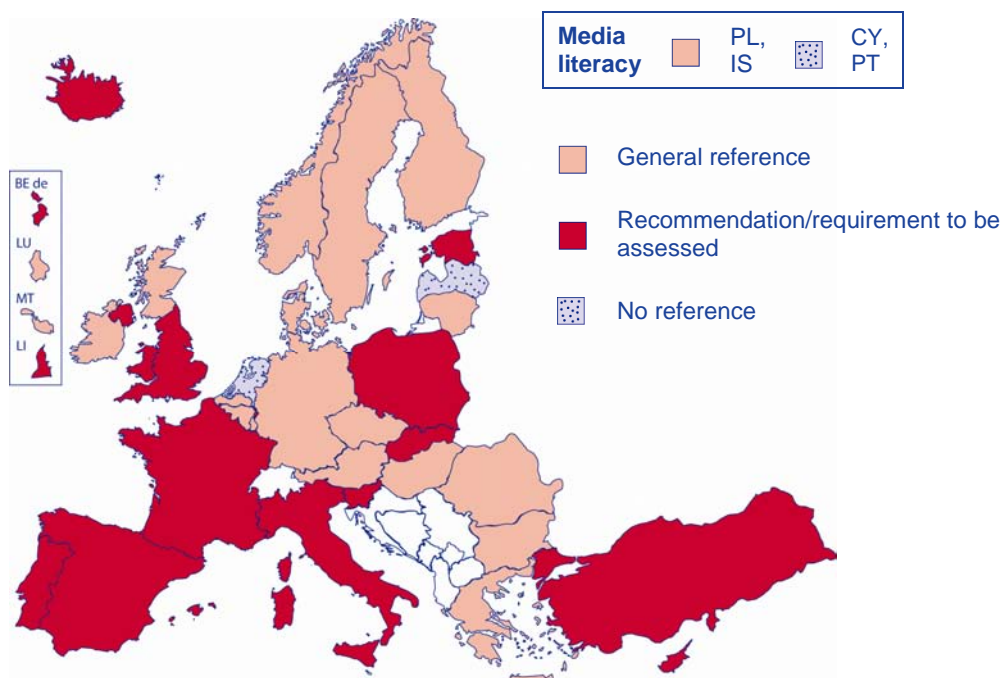 Media literacy
PL, IS
CY, PT
General reference
Recommendation/requirement to be
assessed
No reference
BE de
LU
MT
LI